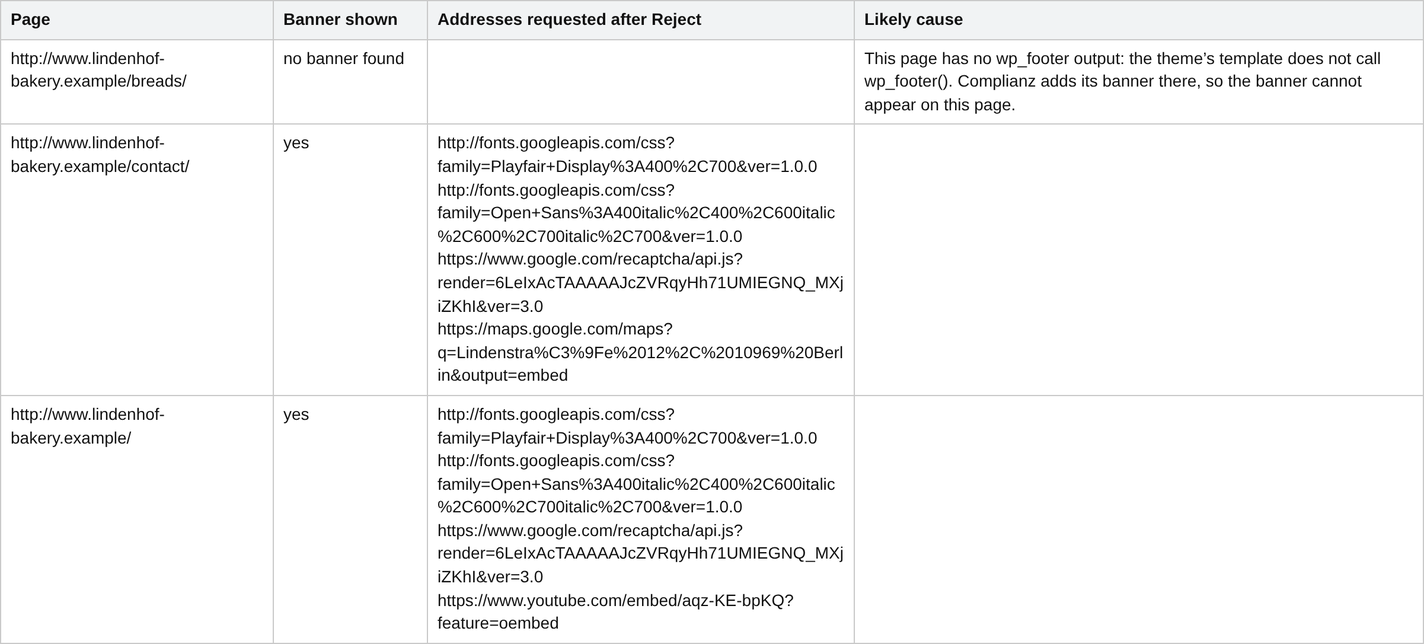 Page
Banner shown
Addresses requested after Reject
Likely cause
http://www.lindenhof-
bakery.example/breads/
no banner found
This page has no wp_footer output: the theme’s template does not call
wp_footer(). Complianz adds its banner there, so the banner cannot
appear on this page.
http://www.lindenhof-
bakery.example/contact/
yes
http://fonts.googleapis.com/css?
family=Playfair+Display%3A400%2C700&ver=1.0.0
http://fonts.googleapis.com/css?
family=Open+Sans%3A400italic%2C400%2C600italic
%2C600%2C700italic%2C700&ver=1.0.0
https://www.google.com/recaptcha/api.js?
render=6LeIxAcTAAAAAJcZVRqyHh71UMIEGNQ_MXj
iZKhI&ver=3.0
https://maps.google.com/maps?
q=Lindenstra%C3%9Fe%2012%2C%2010969%20Berl
in&output=embed
http://www.lindenhof-
bakery.example/
yes
http://fonts.googleapis.com/css?
family=Playfair+Display%3A400%2C700&ver=1.0.0
http://fonts.googleapis.com/css?
family=Open+Sans%3A400italic%2C400%2C600italic
%2C600%2C700italic%2C700&ver=1.0.0
https://www.google.com/recaptcha/api.js?
render=6LeIxAcTAAAAAJcZVRqyHh71UMIEGNQ_MXj
iZKhI&ver=3.0
https://www.youtube.com/embed/aqz-KE-bpKQ?
feature=oembed